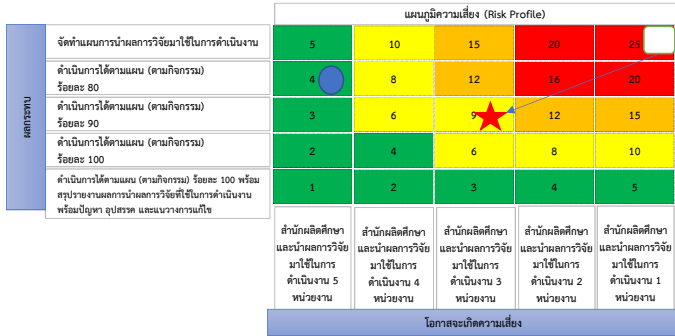 แผนภูมิความเสี่ยง (Risk Profile)
ผลกระทบ
จัดทำแผนการนำผลการวิจัยมาใช้ในการดำเนินงาน
5 10 15 20 25
ดำเนินการได้ตามแผน (ตามกิจกรรม)
ร้อยละ 80
4 8 12 16 20
ดำเนินการได้ตามแผน (ตามกิจกรรม)
ร้อยละ 90
3 6 9 12 15
ดำเนินการได้ตามแผน (ตามกิจกรรม)
ร้อยละ 100
2 4 6 8 10
ดำเนินการได้ตามแผน (ตามกิจกรรม) ร้อยละ 100 พร้อม
สรุปรายงานผลการนำผลการวิจัยที่ใช้ในการดำเนินงาน
พร้อมปัญหา อุปสรรค และแนวางการแก้ไข
1 2 3 4 5
สำนักผลิตศึกษา
และนำผลการวิจัย
มาใช้ในการ
ดำเนินงาน 5
หน่วยงาน
สำนักผลิตศึกษา
และนำผลการวิจัย
มาใช้ในการ
ดำเนินงาน 4
หน่วยงาน
สำนักผลิตศึกษา
และนำผลการวิจัย
มาใช้ในการ
ดำเนินงาน 3
หน่วยงาน
สำนักผลิตศึกษา
และนำผลการวิจัย
มาใช้ในการ
ดำเนินงาน 2
หน่วยงาน
สำนักผลิตศึกษา
และนำผลการวิจัย
มาใช้ในการ
ดำเนินงาน 1
หน่วยงาน
โอกาสจะเกิดความเสี่ยง